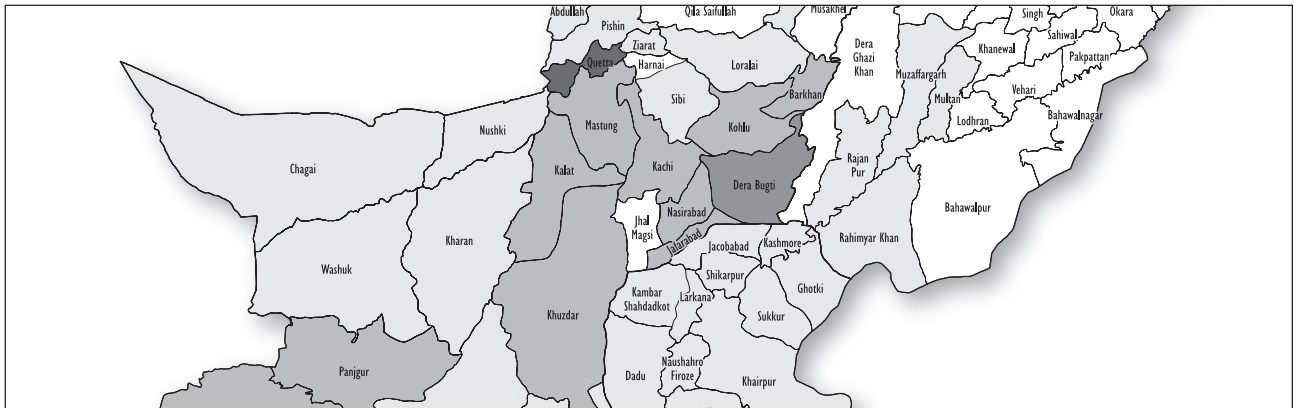 Abdullah
Qila Saifullah
Musakhel
Singh
Okara
Pishin
Ziarat
Dera
Ghazi
Khan
Khanewal
Sahiwal
Pakpattan
Quetta
Harnai
Loralai
Muzaffargarh
Barkhan
Sibi
Multan
Vehari
Nushki
Mastung
Kohlu
Lodhran
Bahawalnagar
Chagai
Kalat
Kachi
Rajan
Pur
Dera Bugti
Nasirabad
Bahawalpur
Jhal
Magsi
Kharan
Jafarabad
Jacobabad
Kashmore
Rahimyar Khan
Washuk
Shikarpur
Ghotki
Kambar
Shahdadkot
Larkana
Khuzdar
Sukkur
Panjgur
Dadu
Naushahro
Firoze
Khairpur